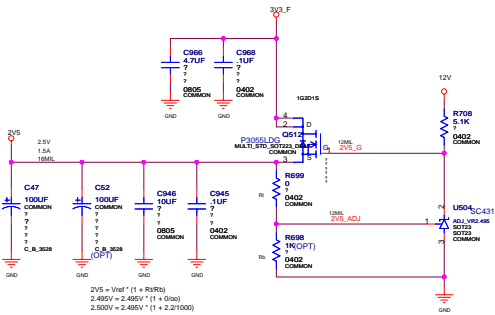 3V3_F
C966
4.7UF
?
?
0805
COMMON
GND
C968
.1UF
?
?
0402
COMMON
GND
1G2D1S
4
2
D
P3055LDG
Q512
MULTI_STD_SOT223_DPAK
COMMON
G
1
S
3
12MIL
2V5_G
12V
R708
5.1K
?
0402
COMMON
2V5
2.5V
1.5A
16MIL
C47
100UF
?
?
?
?
C_B_3528
COMMON
GND
C52
100UF
?
?
?
?
C_B_3528
COMMON
(OPT)
GND
C946
10UF
?
?
0805
COMMON
GND
C945
.1UF
?
?
0402
COMMON
GND
Rt
R699
0
?
0402
COMMON
12MIL
2V5_ADJ
1
2
3
U504
SC431
ADJ_VR2.495
SOT23
SOT23
COMMON
Rb
R698
1K(OPT)
?
0402
COMMON
GND
GND
2V5 = Vref * (1 + Rt/Rb)
2.495V = 2.495V * (1 + 0/oo)
2.500V = 2.495V * (1 + 2.2/1000)